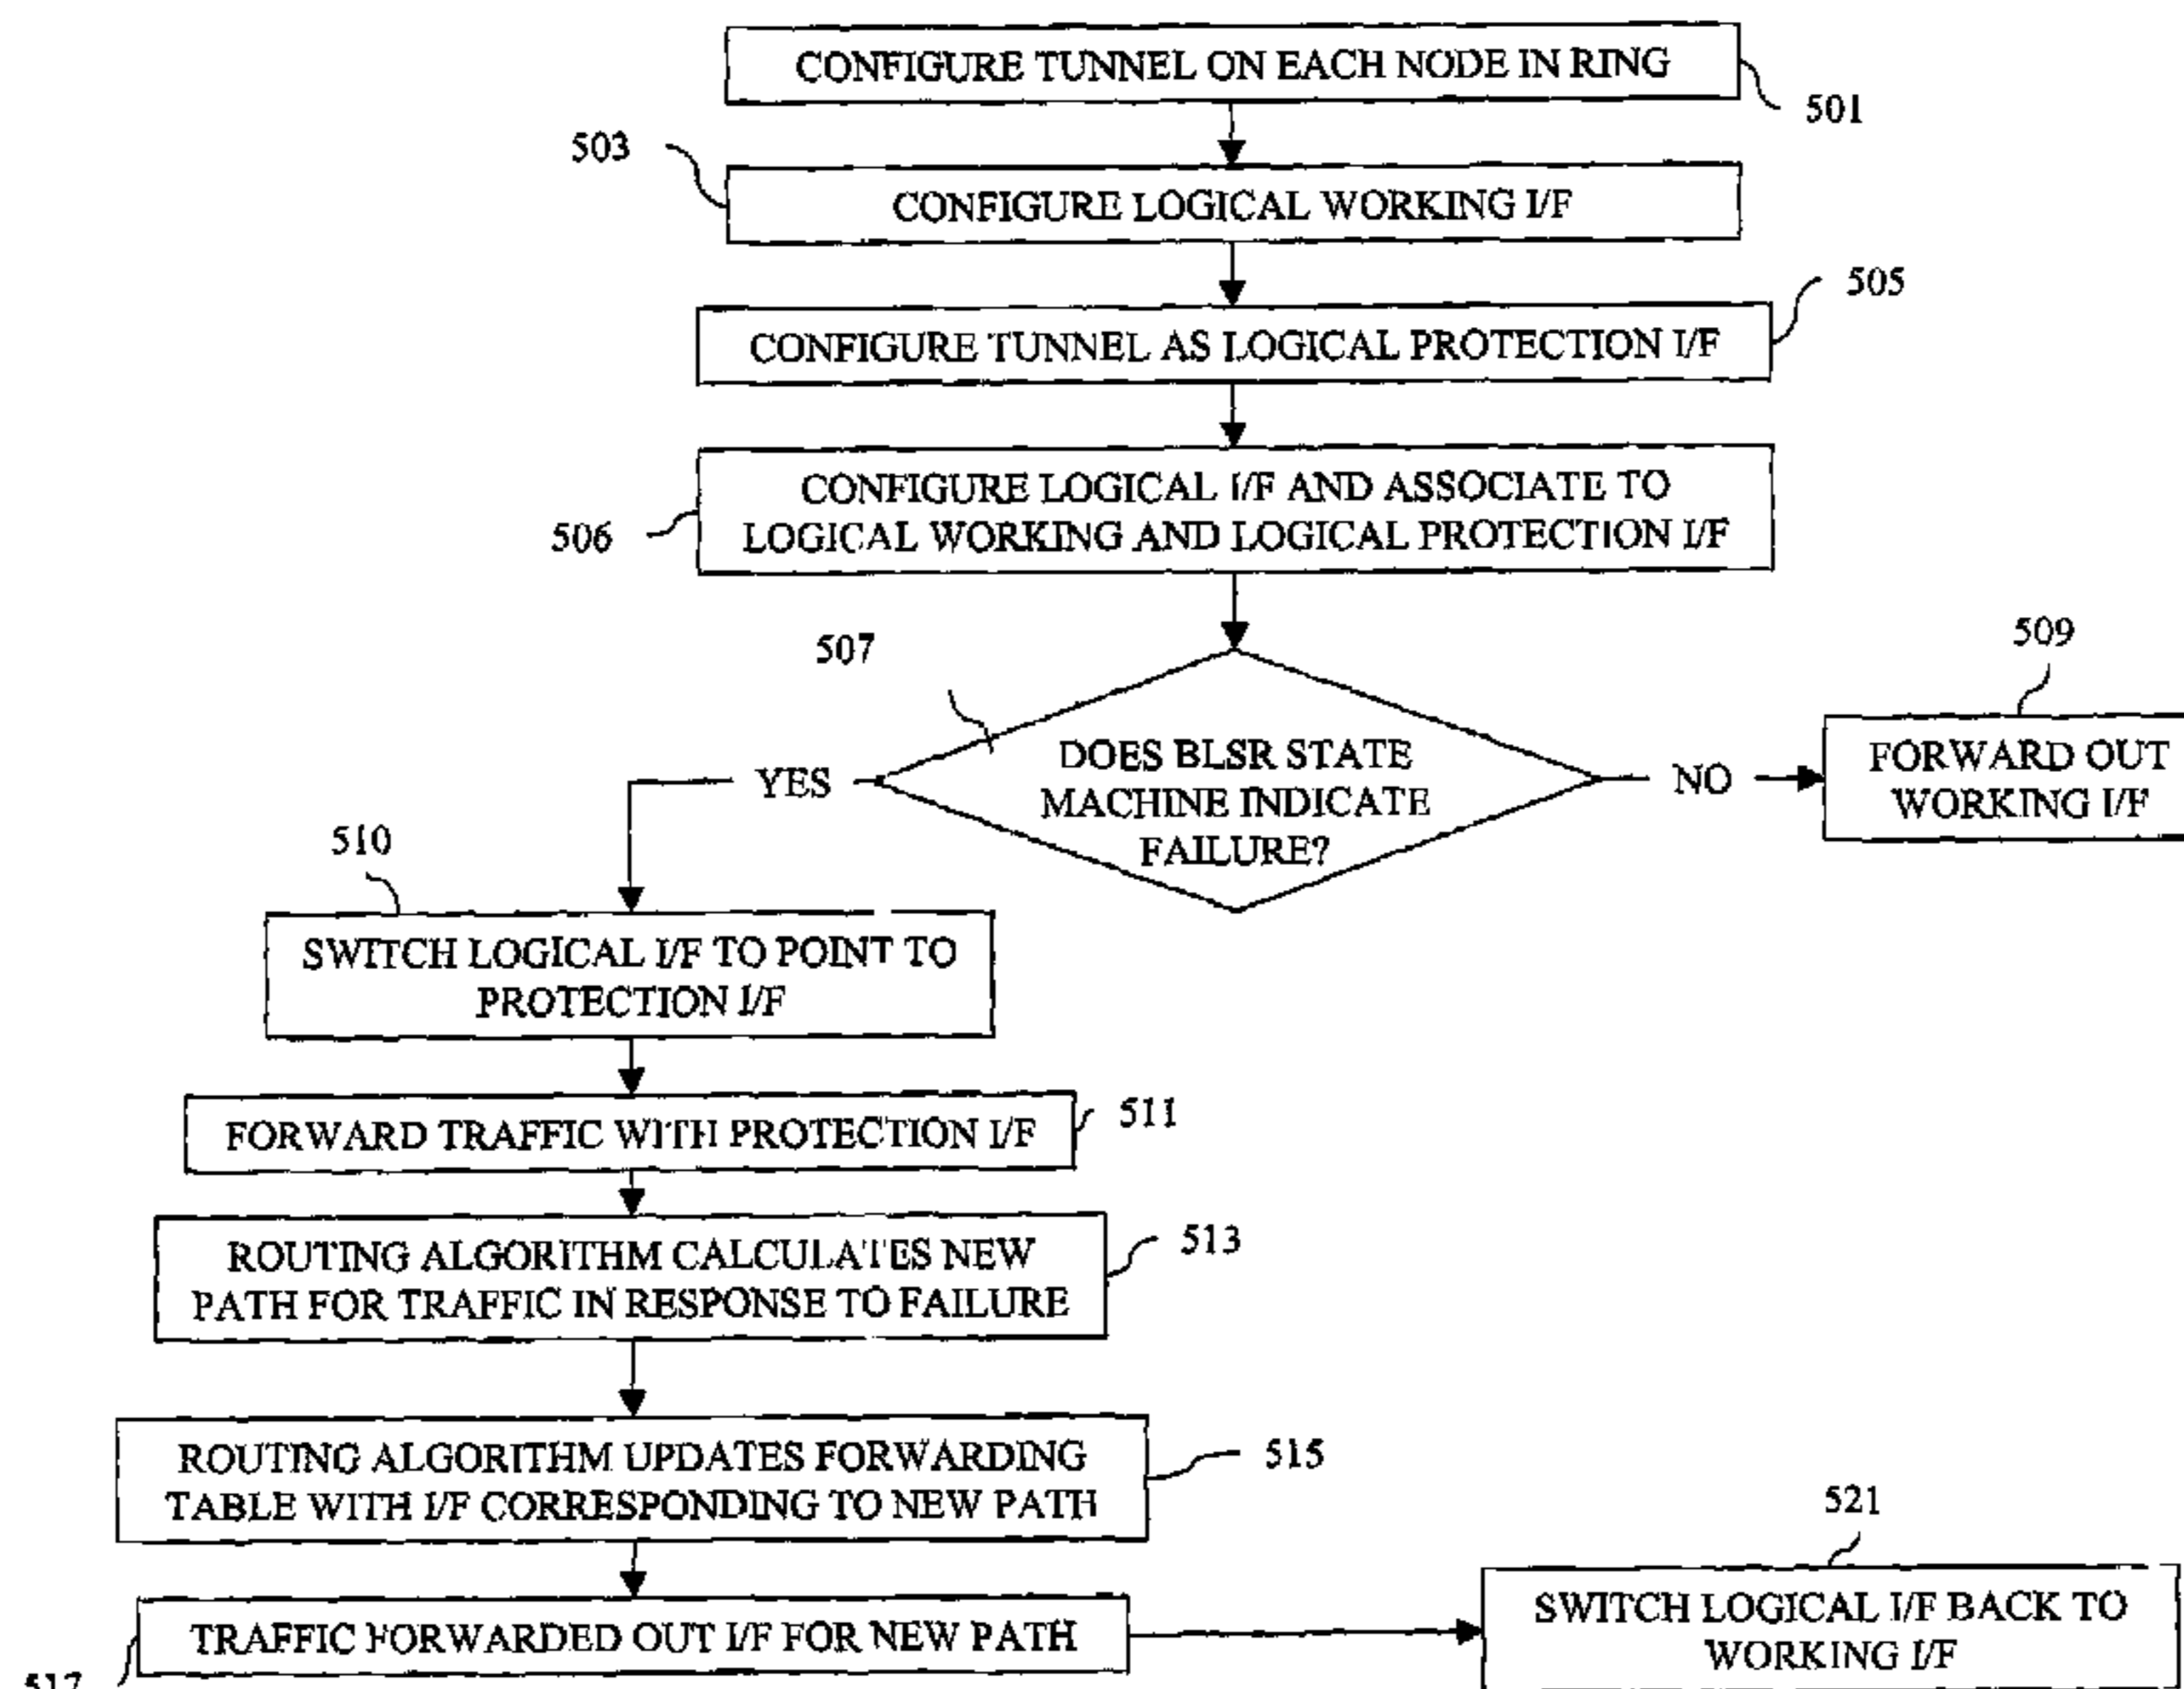 CONFIGURE TUNNEL ON EACH NODE IN RING
501
503
CONFIGURE LOGICAL WORKING I/F
505
CONFIGURE TUNNEL AS LOGICAL PROTECTION I/F
CONFIGURE LOGICAL I/F AND ASSOCIATE TO
LOGICAL WORKING AND LOGICAL PROTECTION I/F
506
507
DOES BLSR STATE
MACHINE INDICATE
FAILURE?
YES
NO
509
FORWARD OUT
WORKING I/F
510
SWITCH LOGICAL I/F TO POINT TO
PROTECTION I/F
FORWARD TRAFFIC WITH PROTECTION I/F
511
ROUTING ALGORITHM CALCULATES NEW
PATH FOR TRAFFIC IN RESPONSE TO FAILURE
513
ROUTING ALGORITHM UPDATES FORWARDING
TABLE WITH I/F CORRESPONDING TO NEW PATH
515
TRAFFIC FORWARDED OUT I/F FOR NEW PATH
517
521
SWITCH LOGICAL I/F BACK TO
WORKING I/F